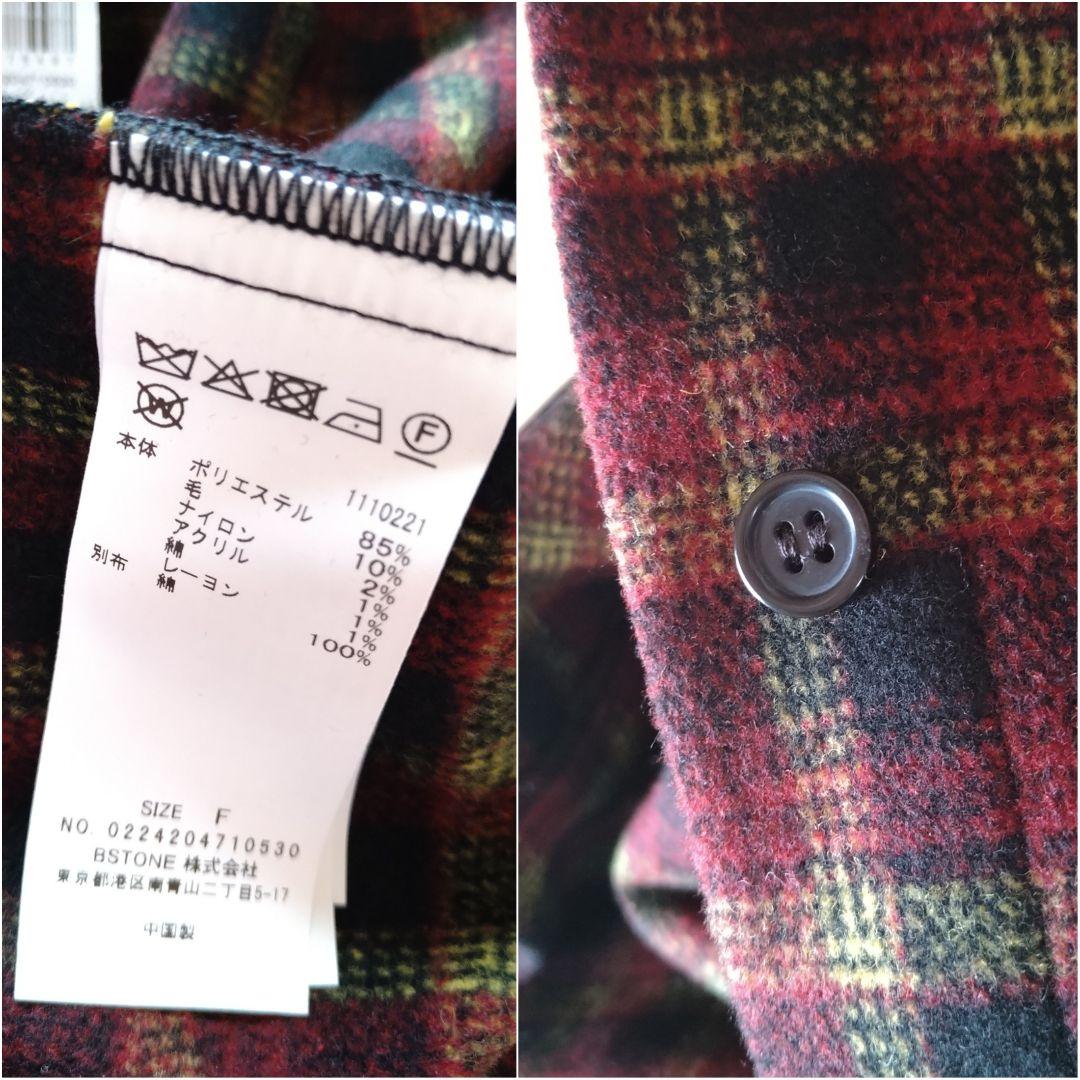 W
F
1110221
本体 ポリエステル 85%
毛 10%
ナイロン 2%
アクリル 1%
綿 1%
レーヨン 1%
別布 綿 100%
SIZE F
NO. 0224204710530
BSTONE 株式会社
東京都港区南青山二丁目5-17
中国製